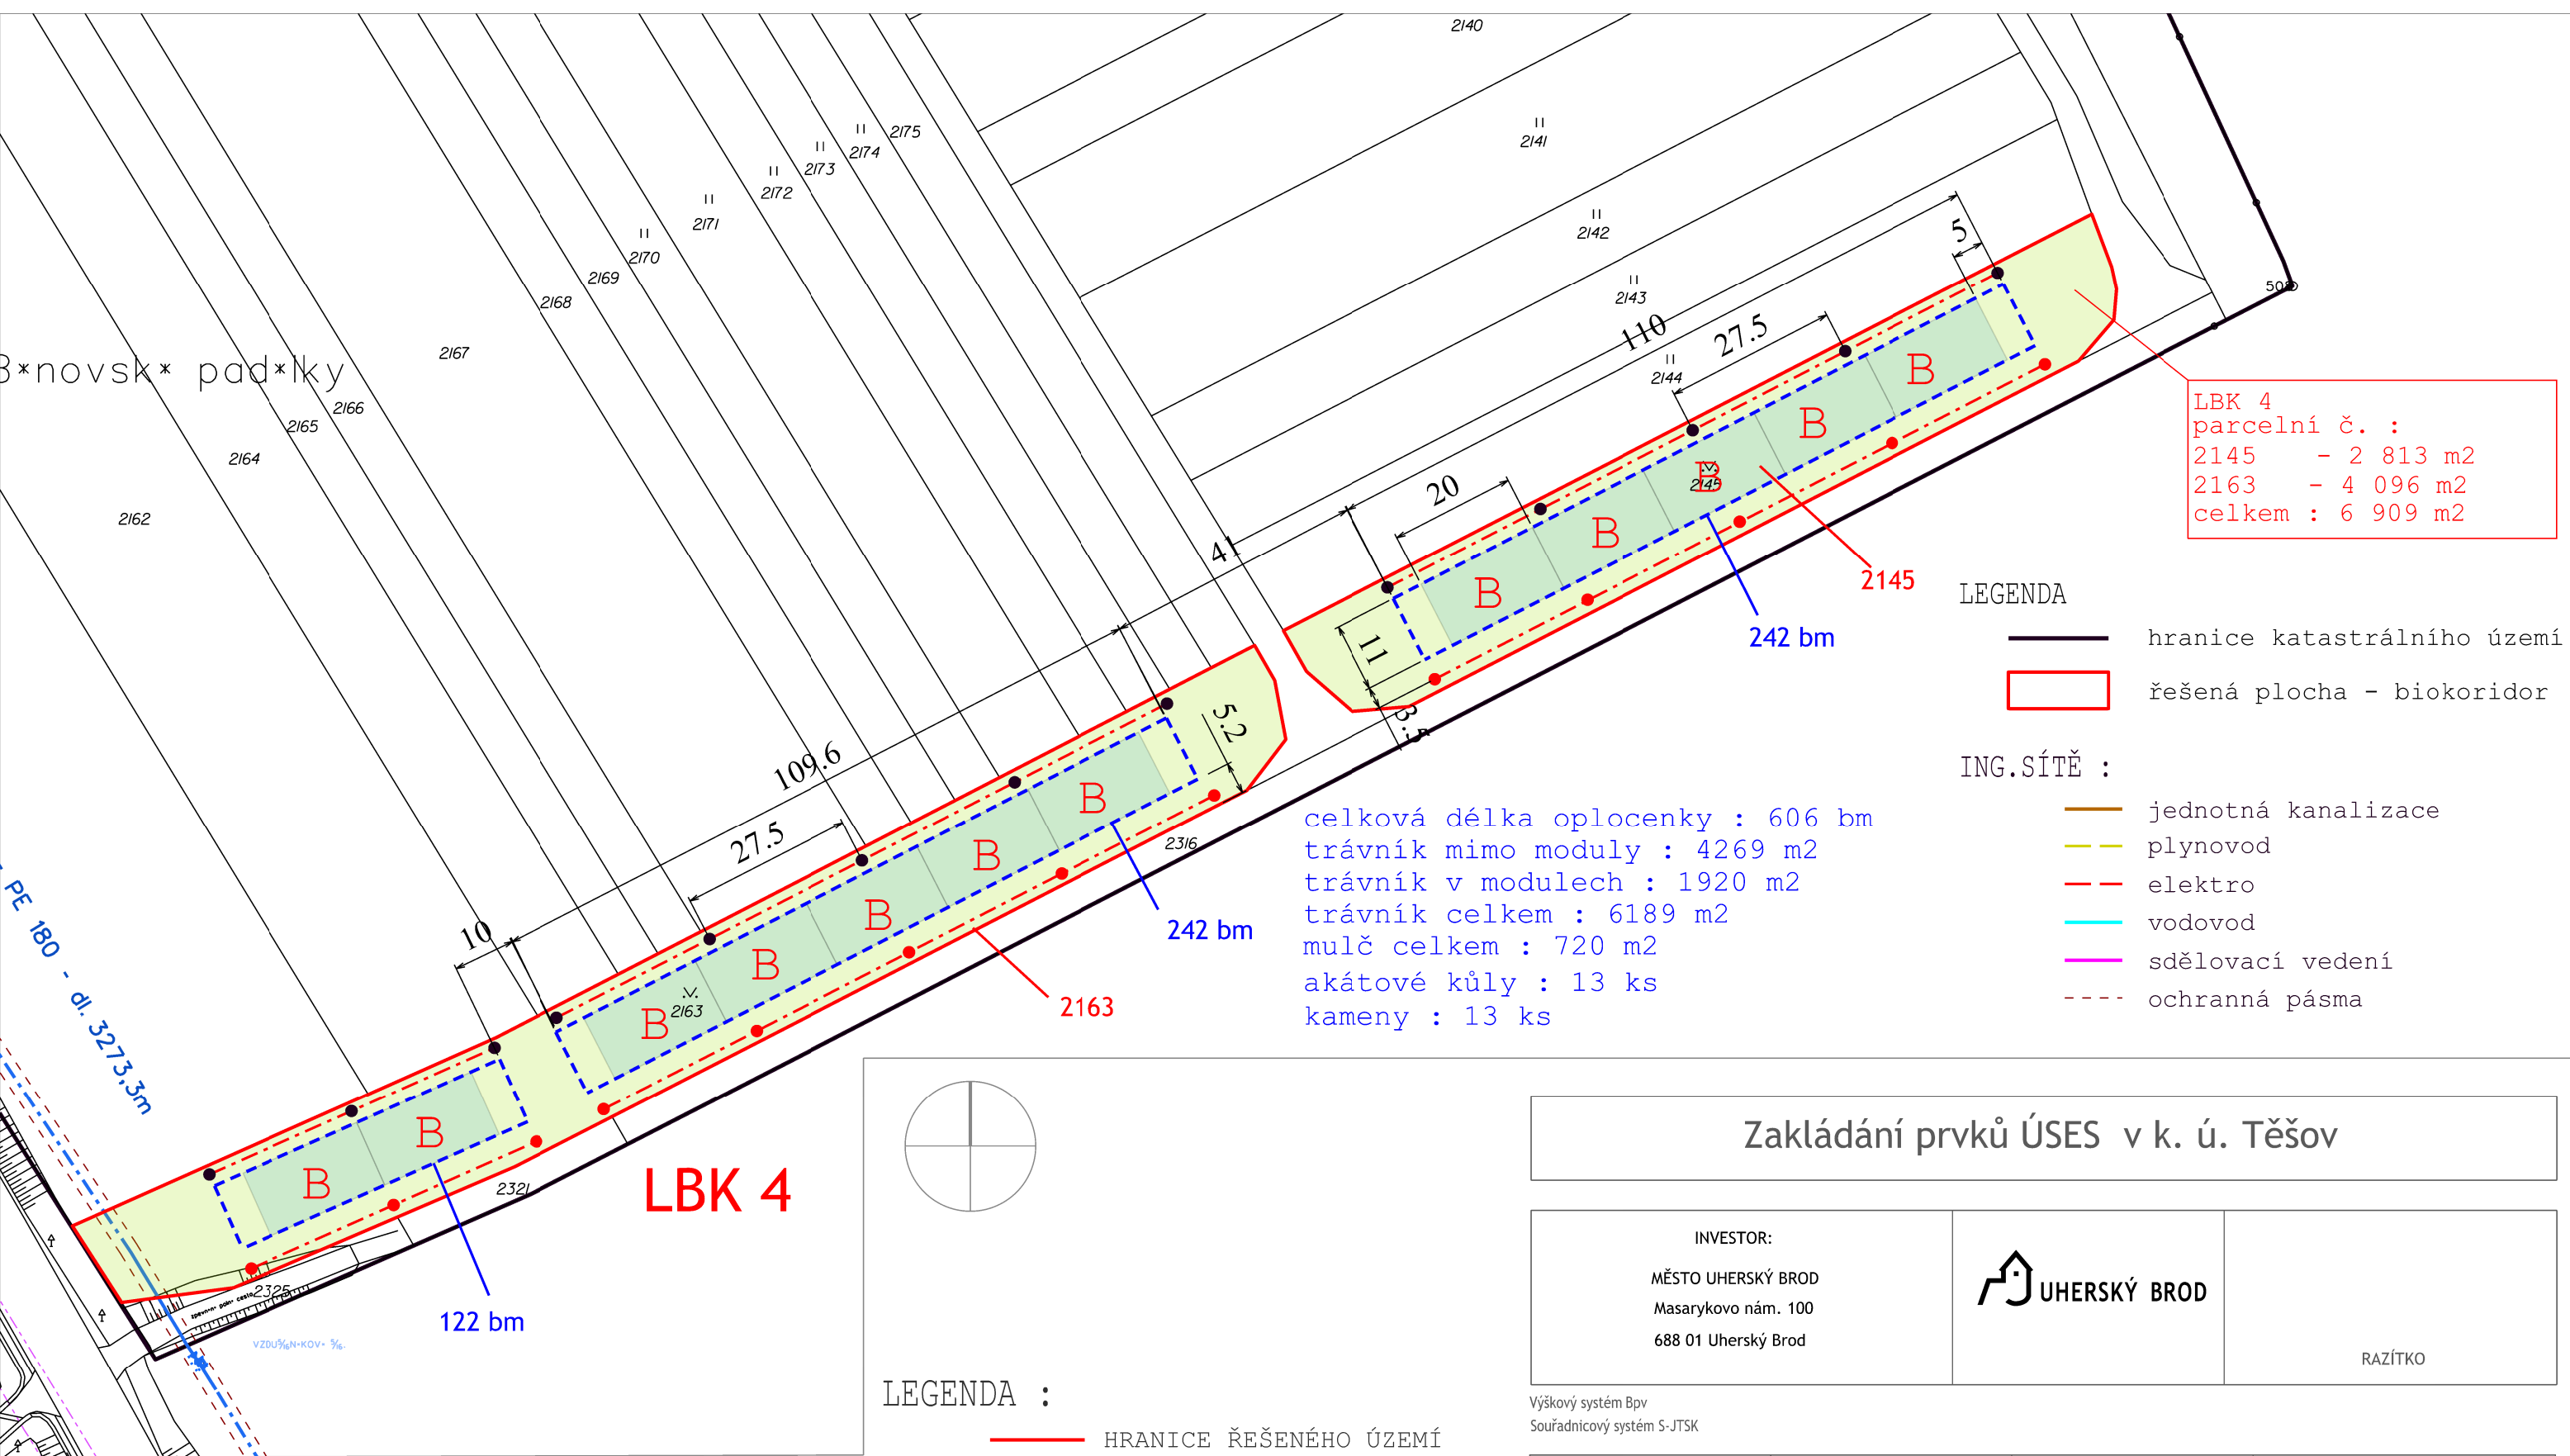 2140
2141
2142
2143
2144
2175
2174
2173
2172
2171
2170
2169
2168
2167
2166
2165
2164
2162
*novsk* pad*lky
5
110
27.5
20
41
11
3.5
5.2
109.6
27.5
10
B
B
B
2145
B
B
B
B
B
B
B
2163
B
B
2145
242 bm
242 bm
2163
122 bm
2316
2321
2325
LBK 4
PE 180 - dl. 3273,3m
LBK 4
parcelní č. :
2145 - 2 813 m2
2163 - 4 096 m2
celkem : 6 909 m2
LEGENDA
hranice katastrálního území
řešená plocha - biokoridor
ING.SÍTĚ :
jednotná kanalizace
plynovod
elektro
vodovod
sdělovací vedení
ochranná pásma
celková délka oplocenky : 606 bm
trávník mimo moduly : 4269 m2
trávník v modulech : 1920 m2
trávník celkem : 6189 m2
mulč celkem : 720 m2
akátové kůly : 13 ks
kameny : 13 ks
Zakládání prvků ÚSES v k. ú. Těšov
INVESTOR:
MĚSTO UHERSKÝ BROD
Masarykovo nám. 100
688 01 Uherský Brod
UHERSKÝ BROD
RAZÍTKO
Výškový systém Bpv
Souřadnicový systém S-JTSK
LEGENDA :
HRANICE ŘEŠENÉHO ÚZEMÍ